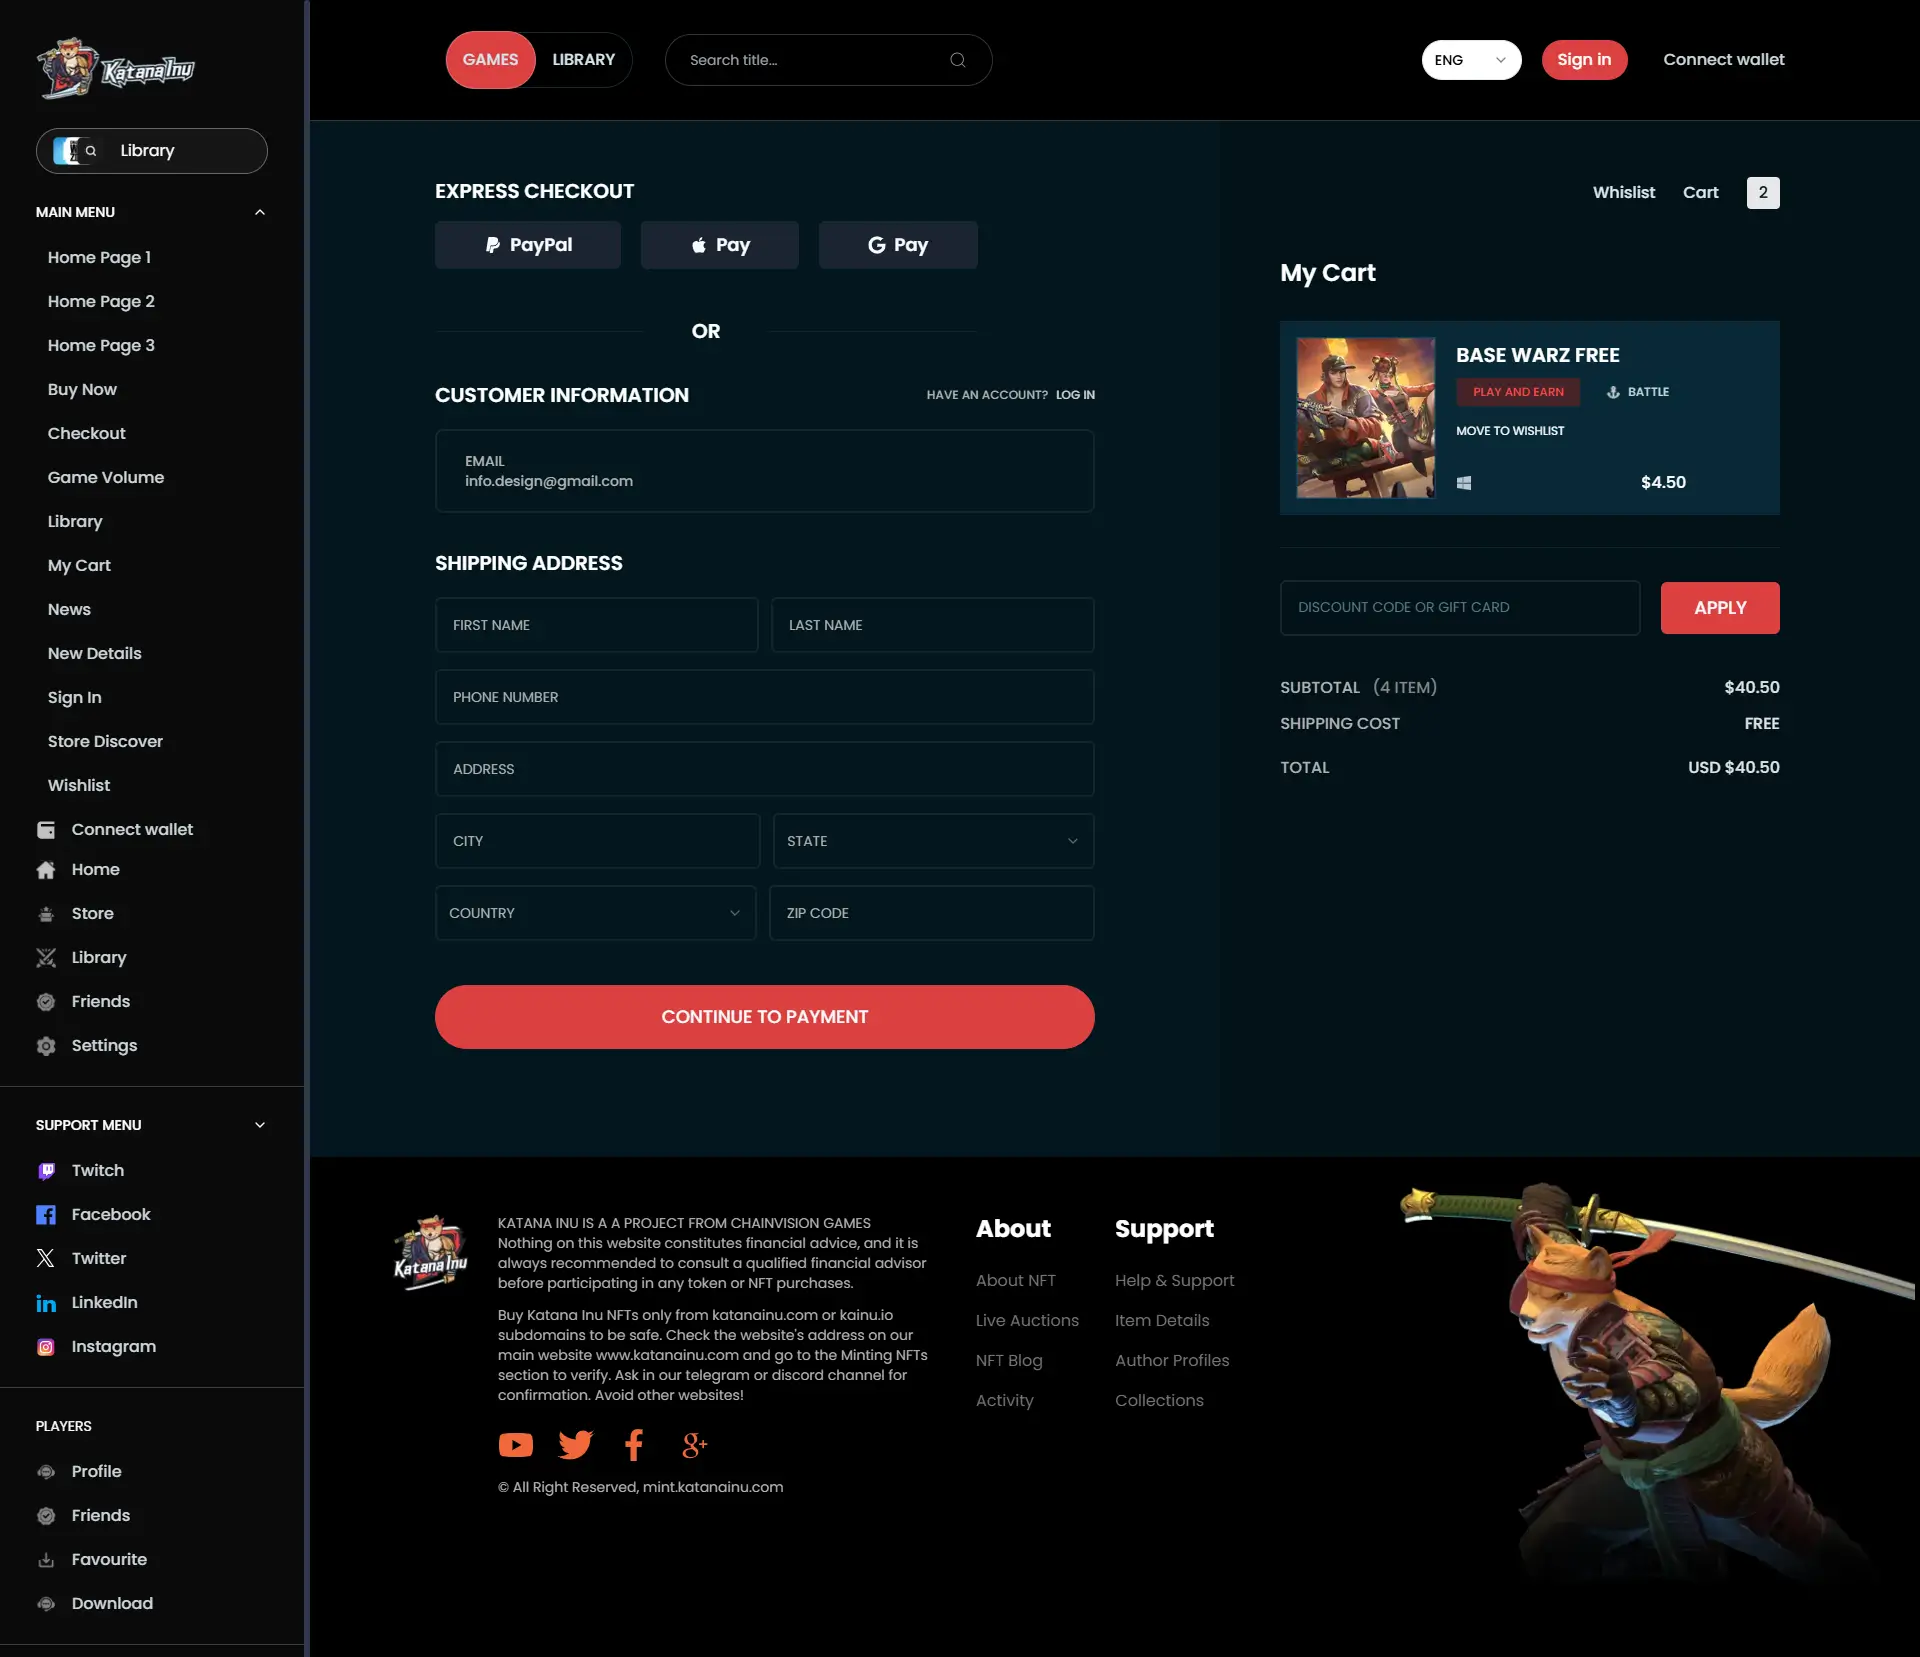 KatanaInu
Library
MAIN MENU
Home Page 1
Home Page 2
Home Page 3
Buy Now
Checkout
Game Volume
Library
My Cart
News
New Details
Sign In
Store Discover
Wishlist
Connect wallet
Home
Store
Library
Friends
Settings
SUPPORT MENU
Twitch
Facebook
Twitter
LinkedIn
Instagram
PLAYERS
Profile
Friends
Favourite
Download
GAMES LIBRARY
Search title...
ENG
Sign in
Connect wallet
EXPRESS CHECKOUT
PayPal
Pay
G Pay
OR
CUSTOMER INFORMATION
HAVE AN ACCOUNT? LOG IN
EMAIL
info.design@gmail.com
SHIPPING ADDRESS
FIRST NAME
LAST NAME
PHONE NUMBER
ADDRESS
CITY
STATE
COUNTRY
ZIP CODE
CONTINUE TO PAYMENT
Whislist Cart 2
My Cart
BASE WARZ FREE
PLAY AND EARN
BATTLE
MOVE TO WISHLIST
$4.50
DISCOUNT CODE OR GIFT CARD
APPLY
SUBTOTAL (4 ITEM) $40.50
SHIPPING COST FREE
TOTAL USD $40.50
KatanaInu
KATANA INU IS A A PROJECT FROM CHAINVISION GAMES
Nothing on this website constitutes financial advice, and it is
always recommended to consult a qualified financial advisor
before participating in any token or NFT purchases.
Buy Katana Inu NFTs only from katanainu.com or kainu.io
subdomains to be safe. Check the website's address on our
main website www.katanainu.com and go to the Minting NFTs
section to verify. Ask in our telegram or discord channel for
confirmation. Avoid other websites!
© All Right Reserved, mint.katanainu.com
About
About NFT
Live Auctions
NFT Blog
Activity
Support
Help & Support
Item Details
Author Profiles
Collections